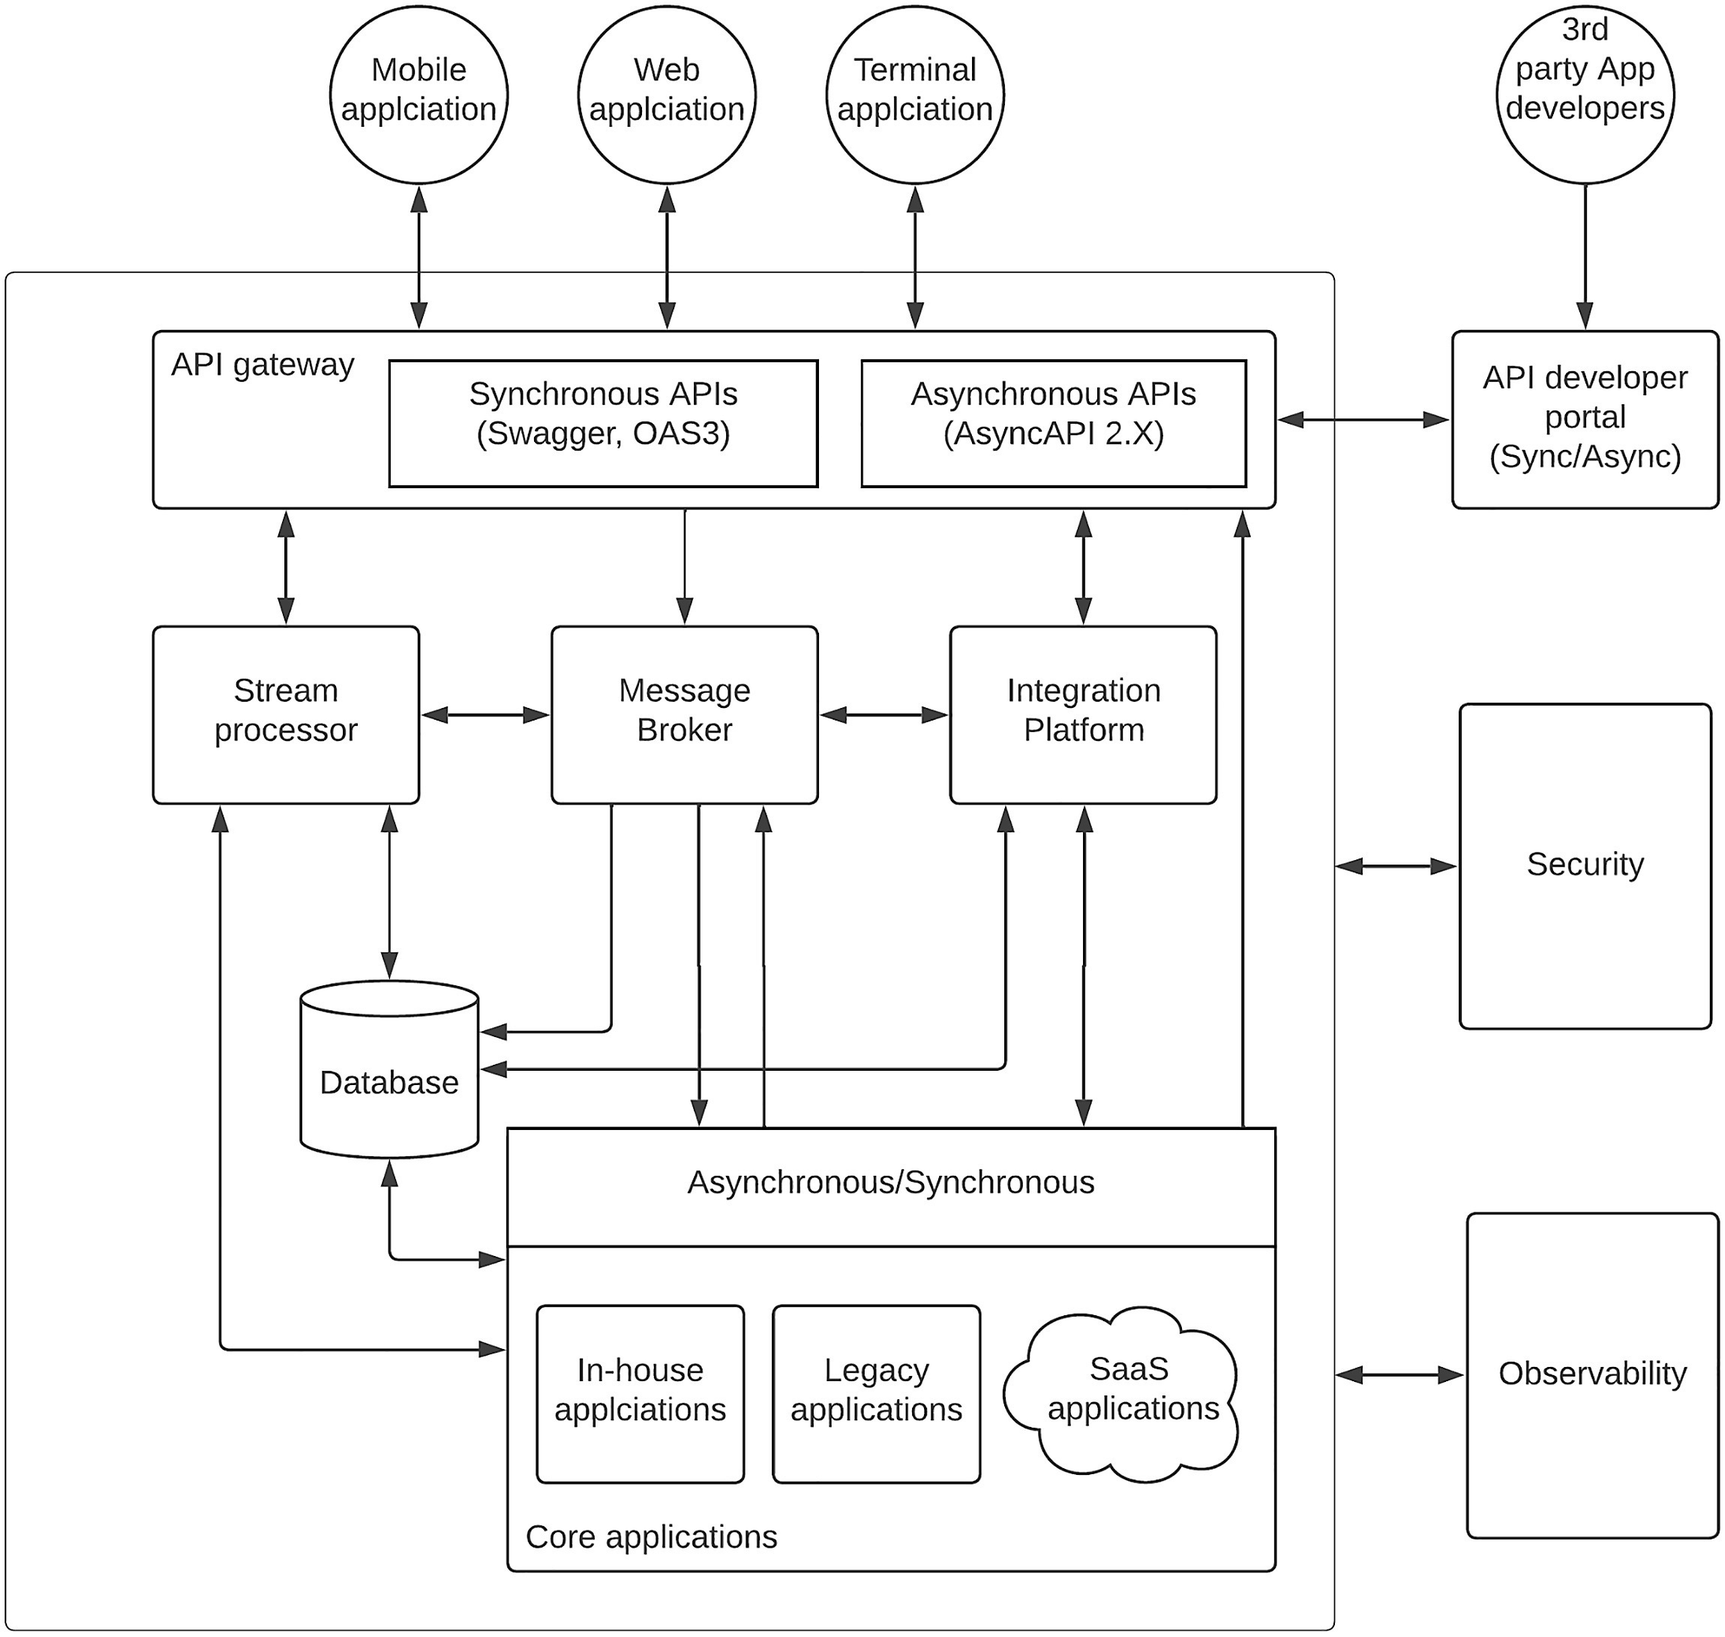 Mobile
applciation
Web
applciation
Terminal
applciation
3rd
party App
developers
API gateway
Synchronous APIs
(Swagger, OAS3)
Asynchronous APIs
(AsyncAPI 2.X)
API developer
portal
(Sync/Async)
Stream
processor
Message
Broker
Integration
Platform
Security
Database
Asynchronous/Synchronous
In-house
applciations
Legacy
applications
SaaS
applications
Observability
Core applications